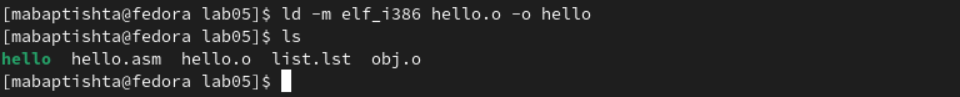 [mabaptishta@fedora lab05]$ ld -m elf_i386 hello.o -o hello
[mabaptishta@fedora lab05]$ ls
hello  hello.asm  hello.o  list.lst  obj.o
[mabaptishta@fedora lab05]$